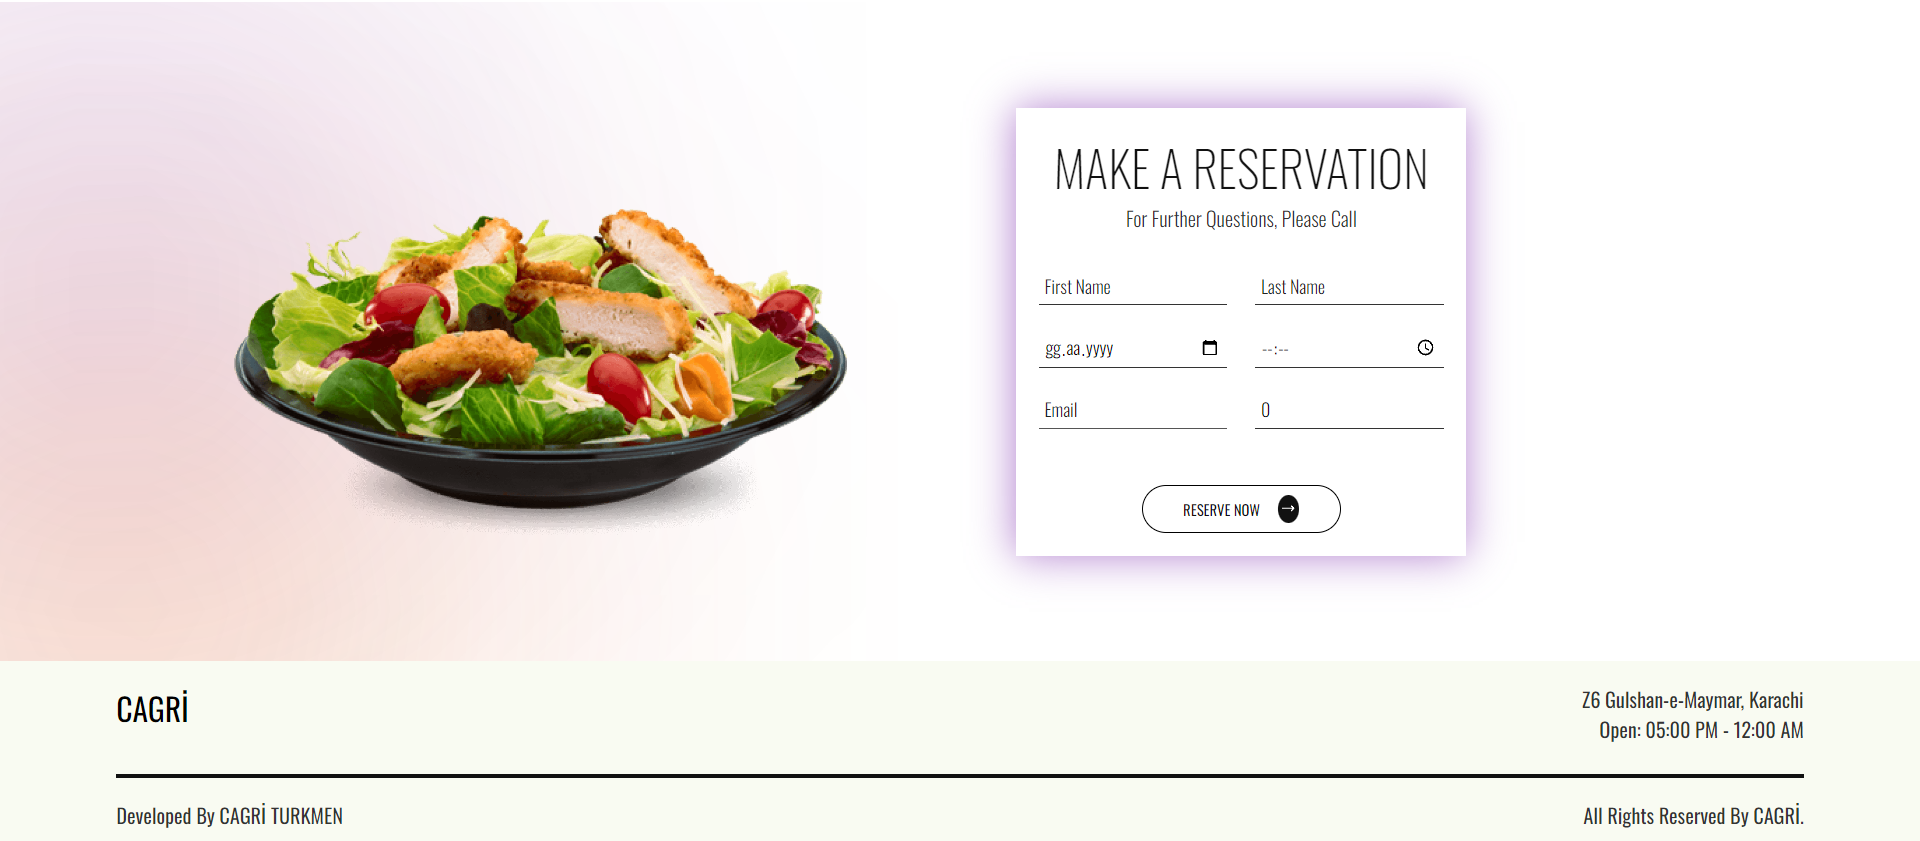 MAKE A RESERVATION
For Further Questions, Please Call
First Name
Last Name
gg.aa.yyyy
--:--
Email
0
RESERVE NOW
CAGRİ
Z6 Gulshan-e-Maymar, Karachi
Open: 05:00 PM - 12:00 AM
Developed By CAGRİ TURKMEN
All Rights Reserved By CAGRİ.